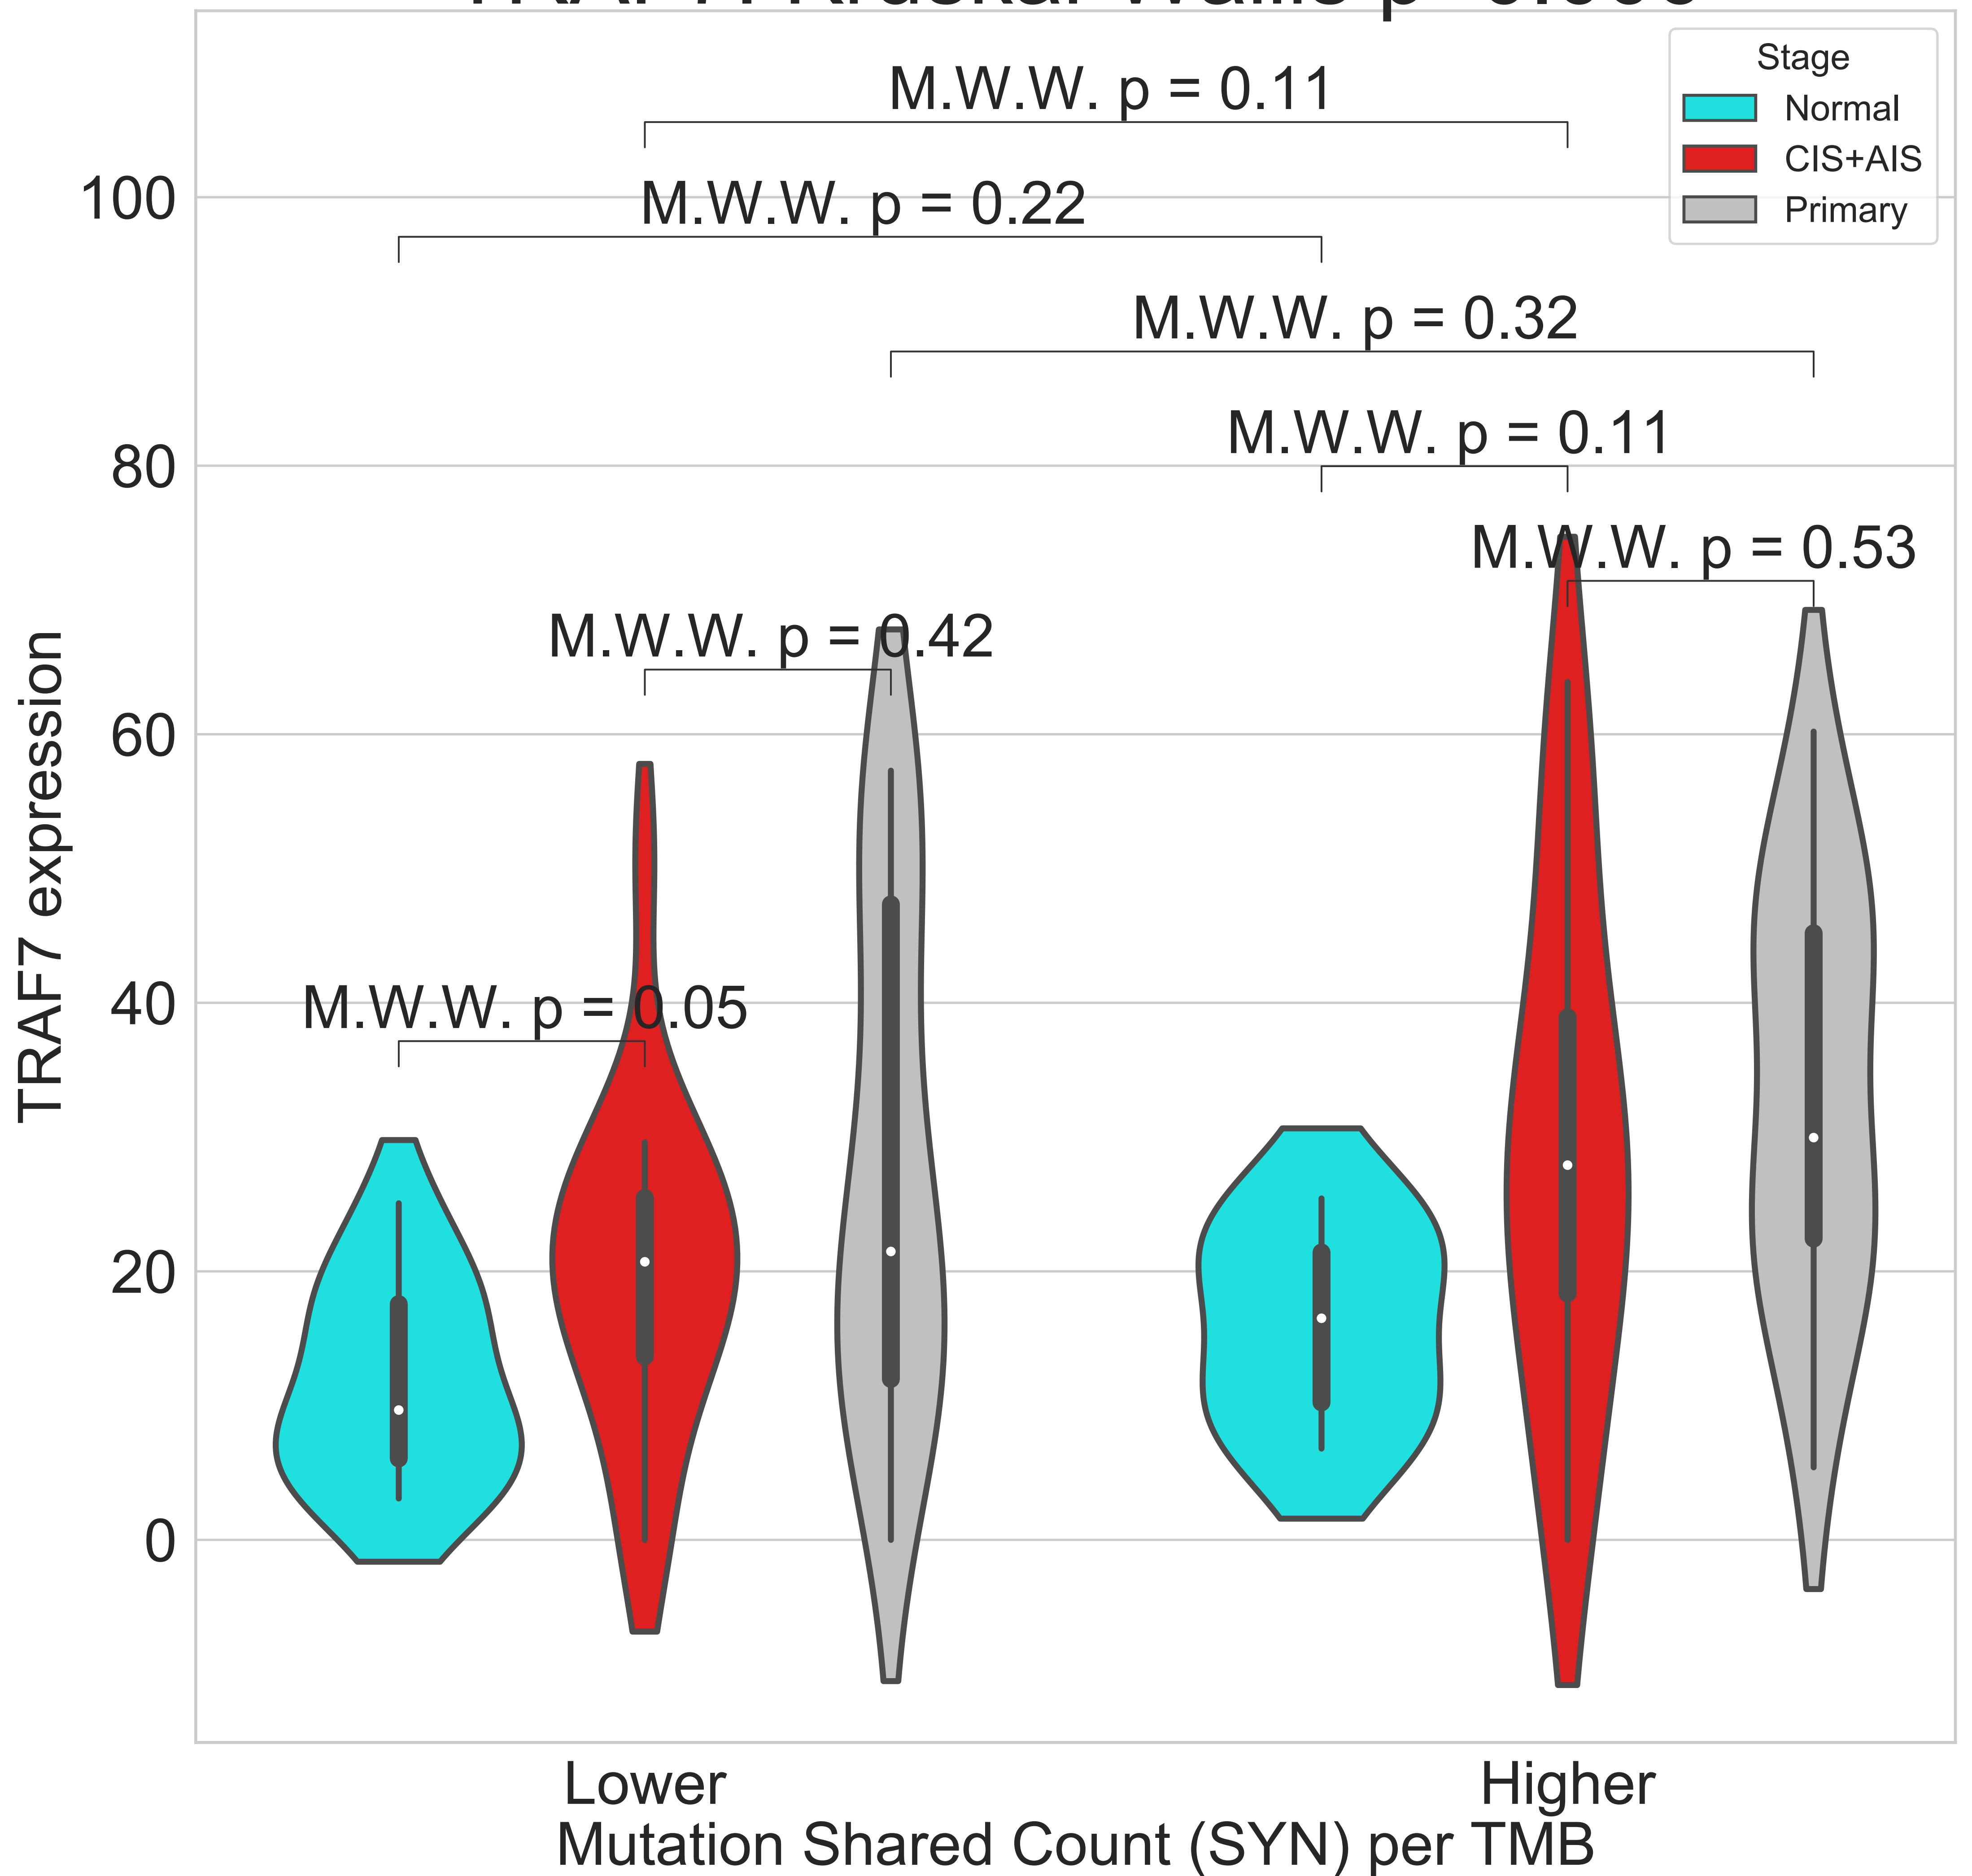 Stage
Normal
CIS+AIS
Primary
M.W.W. p = 0.11
M.W.W. p = 0.22
M.W.W. p = 0.32
M.W.W. p = 0.11
M.W.W. p = 0.53
M.W.W. p = 0.42
M.W.W. p = 0.05
100
80
60
40
20
0
TRAF7 expression
Lower
Higher
Mutation Shared Count (SYN) per TMB